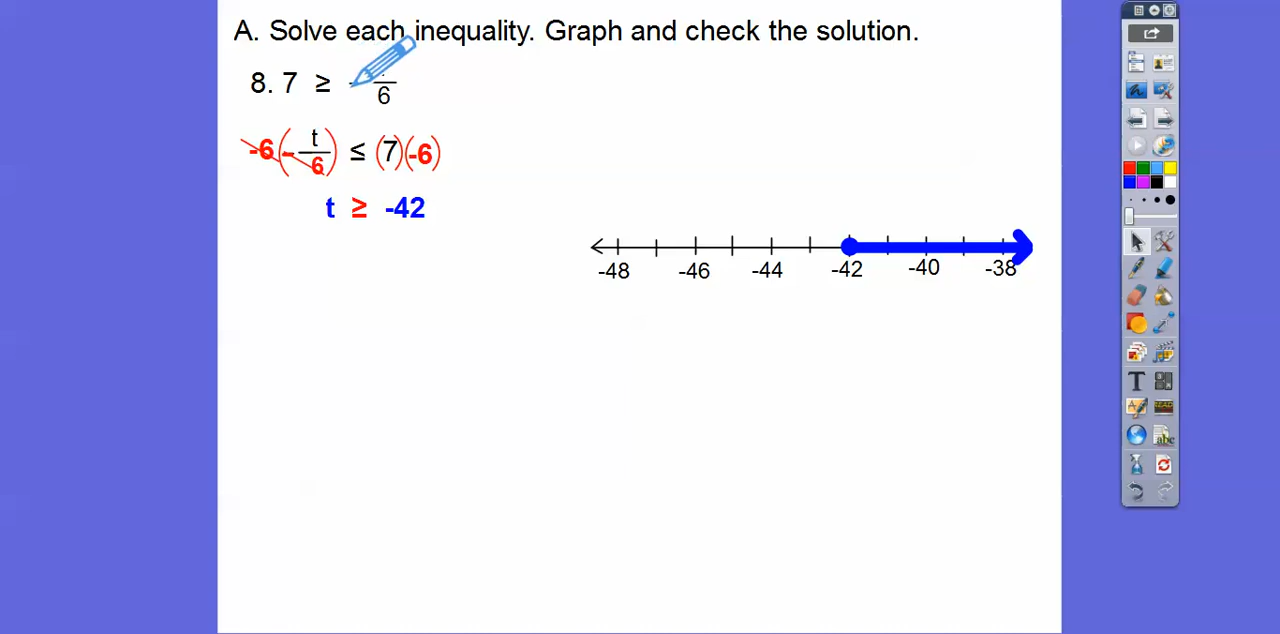 A. Solve each inequality. Graph and check the solution.
8. 7 ≥ - /6
-6(- t/6) ≤ (7)(-6)
t ≥ -42
-48 -46 -44 -42 -40 -38